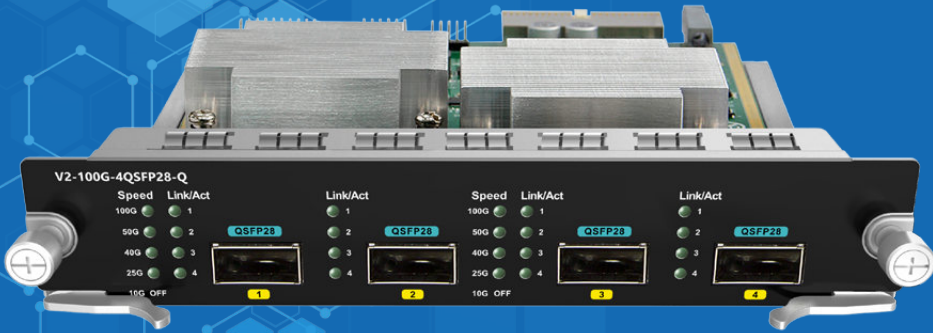 V2-100G-4QSFP28-Q
Speed Link/Act Link/Act Speed Link/Act Link/Act
100G 1 1 100G 1 1
QSFP28 QSFP28 QSFP28 QSFP28
50G 2 2 50G 2 2
40G 3 3 40G 3 3
25G 4 4 25G 4 4
10G OFF 1 2 10G OFF 3 4